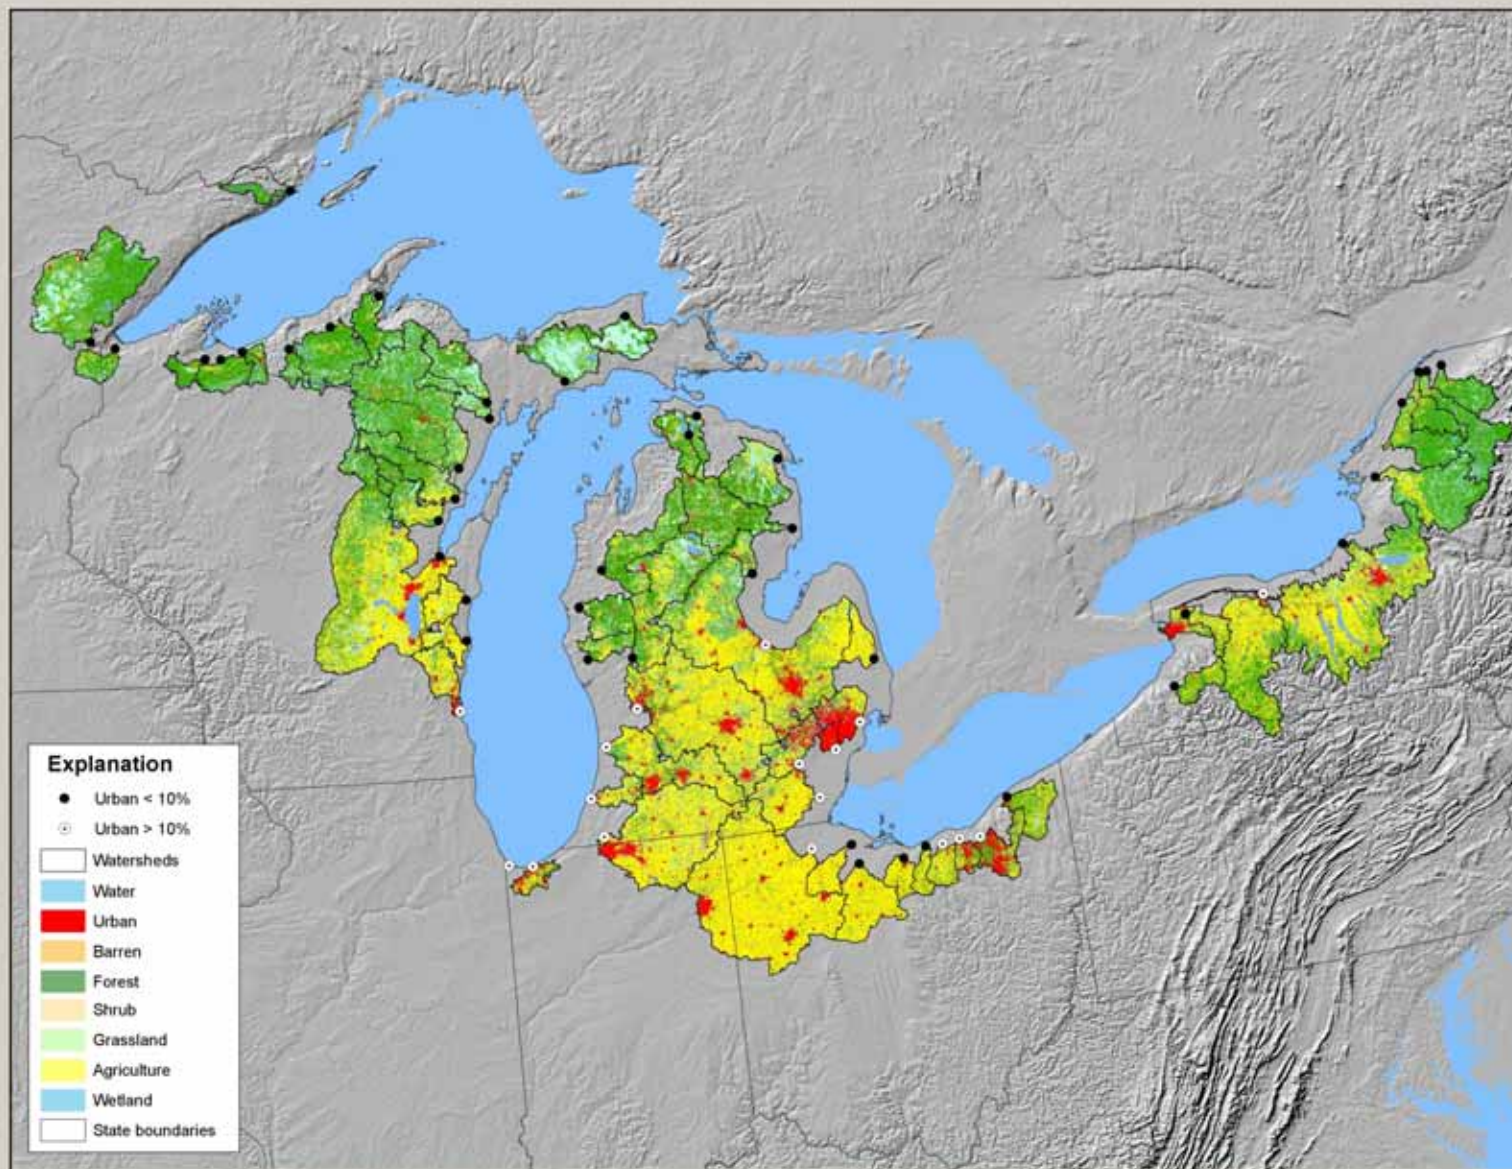 Explanation
Urban < 10%
Urban > 10%
Watersheds
Water
Urban
Barren
Forest
Shrub
Grassland
Agriculture
Wetland
State boundaries